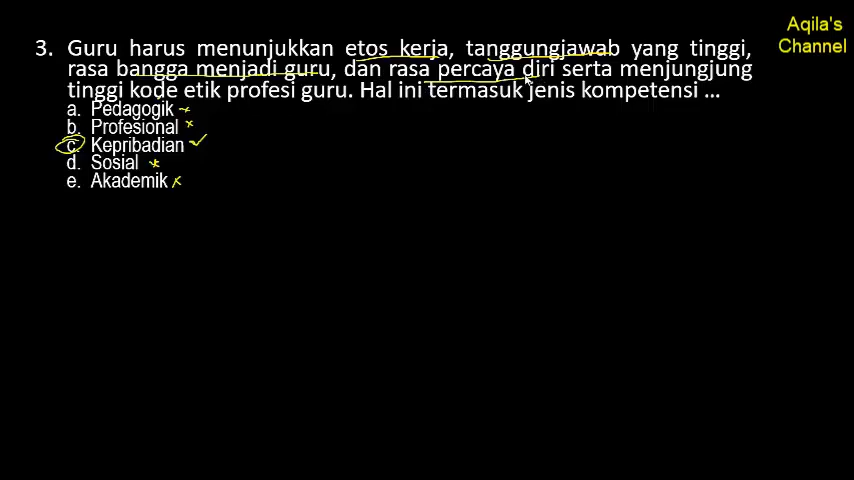 Aqila's
Channel
3. Guru harus menunjukkan etos kerja, tanggungjawab yang tinggi,
rasa bangga menjadi guru, dan rasa percaya diri serta menjungjung
tinggi kode etik profesi guru. Hal ini termasuk jenis kompetensi ...
a. Pedagogik
b. Profesional
c. Kepribadian
d. Sosial
e. Akademik